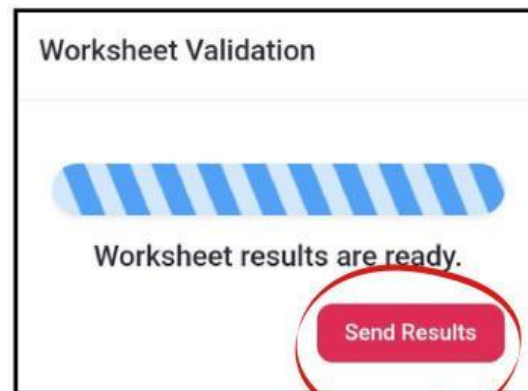 Worksheet Validation
Worksheet results are ready.
Send Results